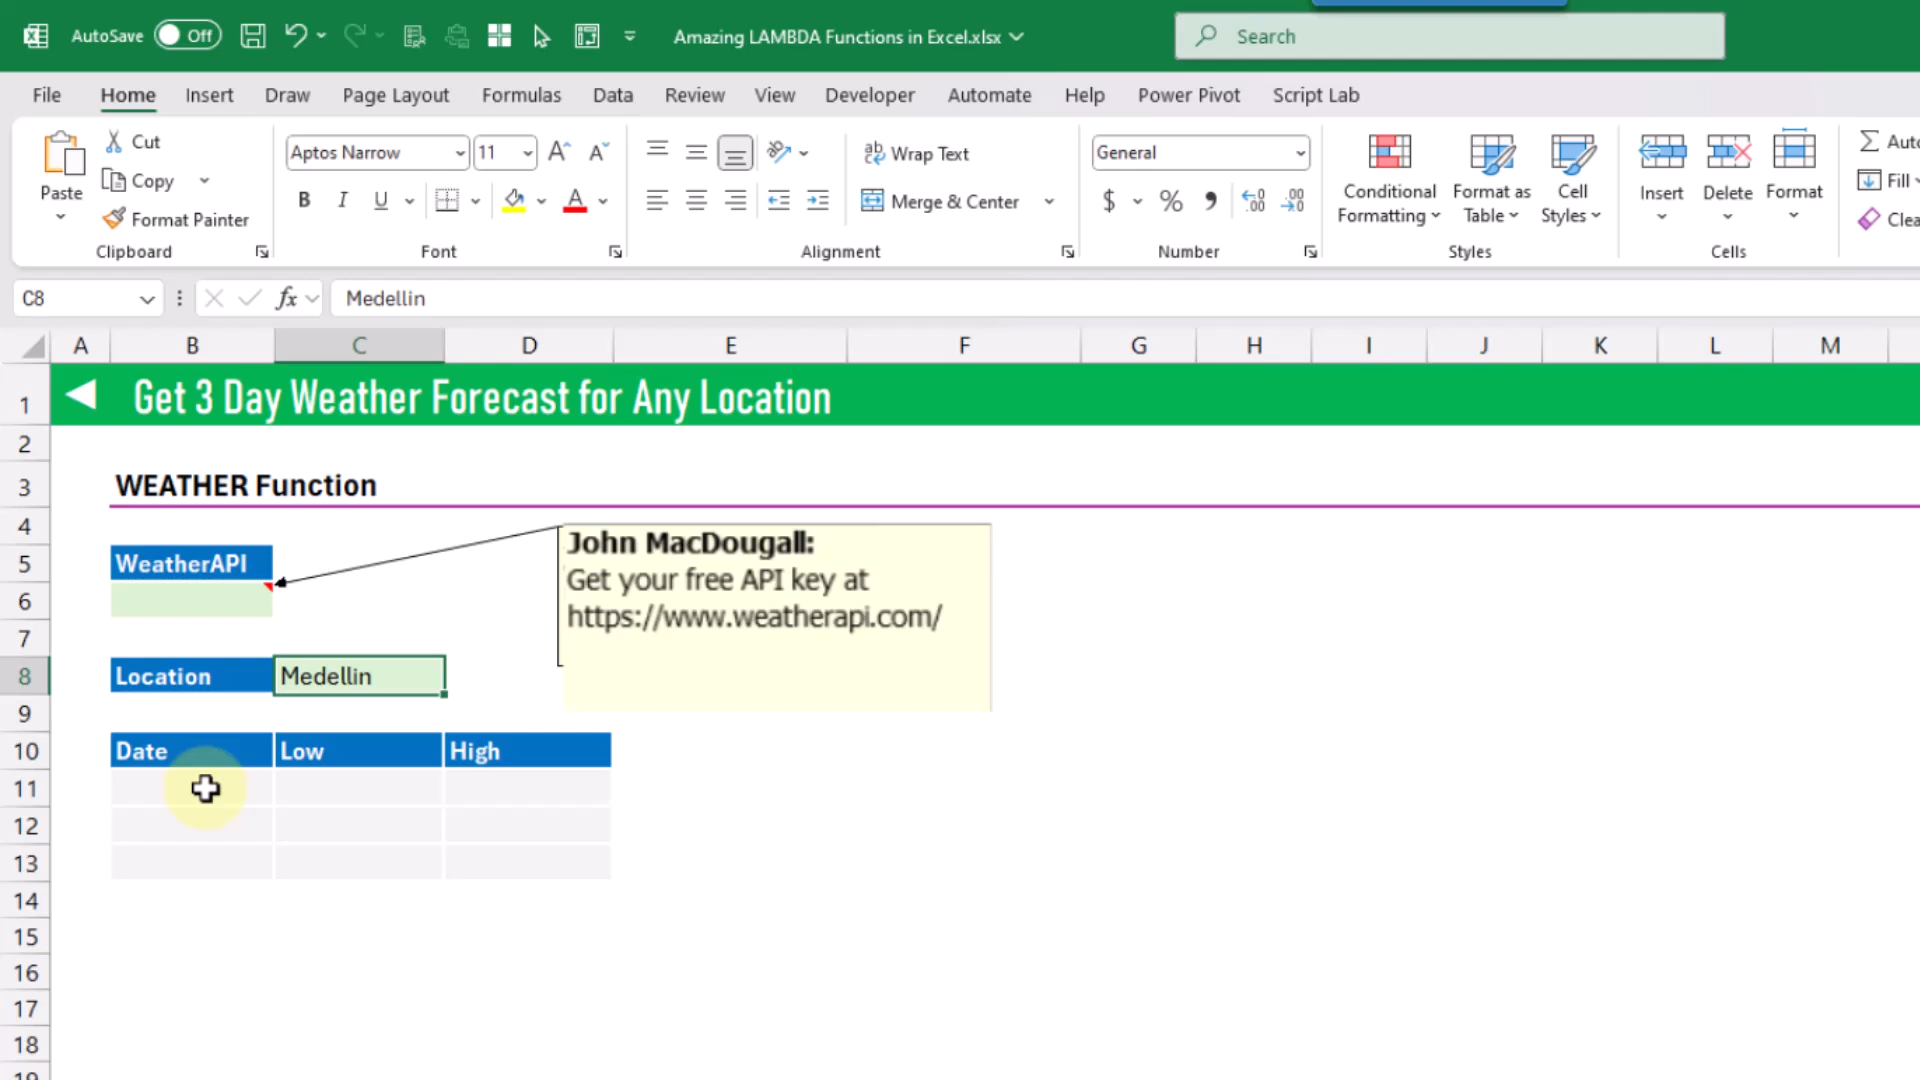 AutoSave Off Amazing LAMBDA Functions in Excel.xlsx Search
File Home Insert Draw Page Layout Formulas Data Review View Developer Automate Help Power Pivot Script Lab
Paste Cut Copy Format Painter Clipboard
Aptos Narrow 11 B I U A Font
Wrap Text Merge & Center Alignment
General $ % Number
Conditional Formatting Format as Table Cell Styles Styles
Insert Delete Format Cells
Fill
C8 fx Medellin
A B C D E F G H I J K L M
1 Get 3 Day Weather Forecast for Any Location
2
3 WEATHER Function
4 John MacDougall:
5 WeatherAPI Get your free API key at
6 https://www.weatherapi.com/
7
8 Location Medellin
9
10 Date Low High
11
12
13
14
15
16
17
18